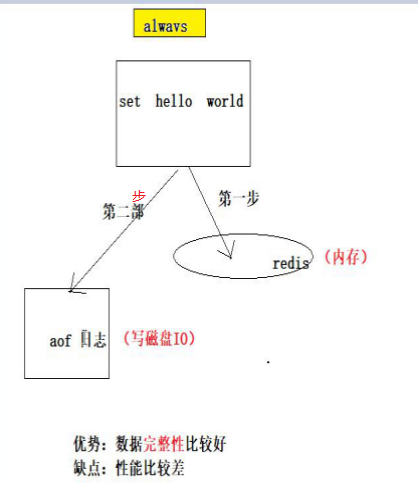 always
set hello world
步
第二部
第一步
redis
(内存)
aof 日志
(写磁盘IO)
优势：数据完整性比较好
缺点：性能比较差